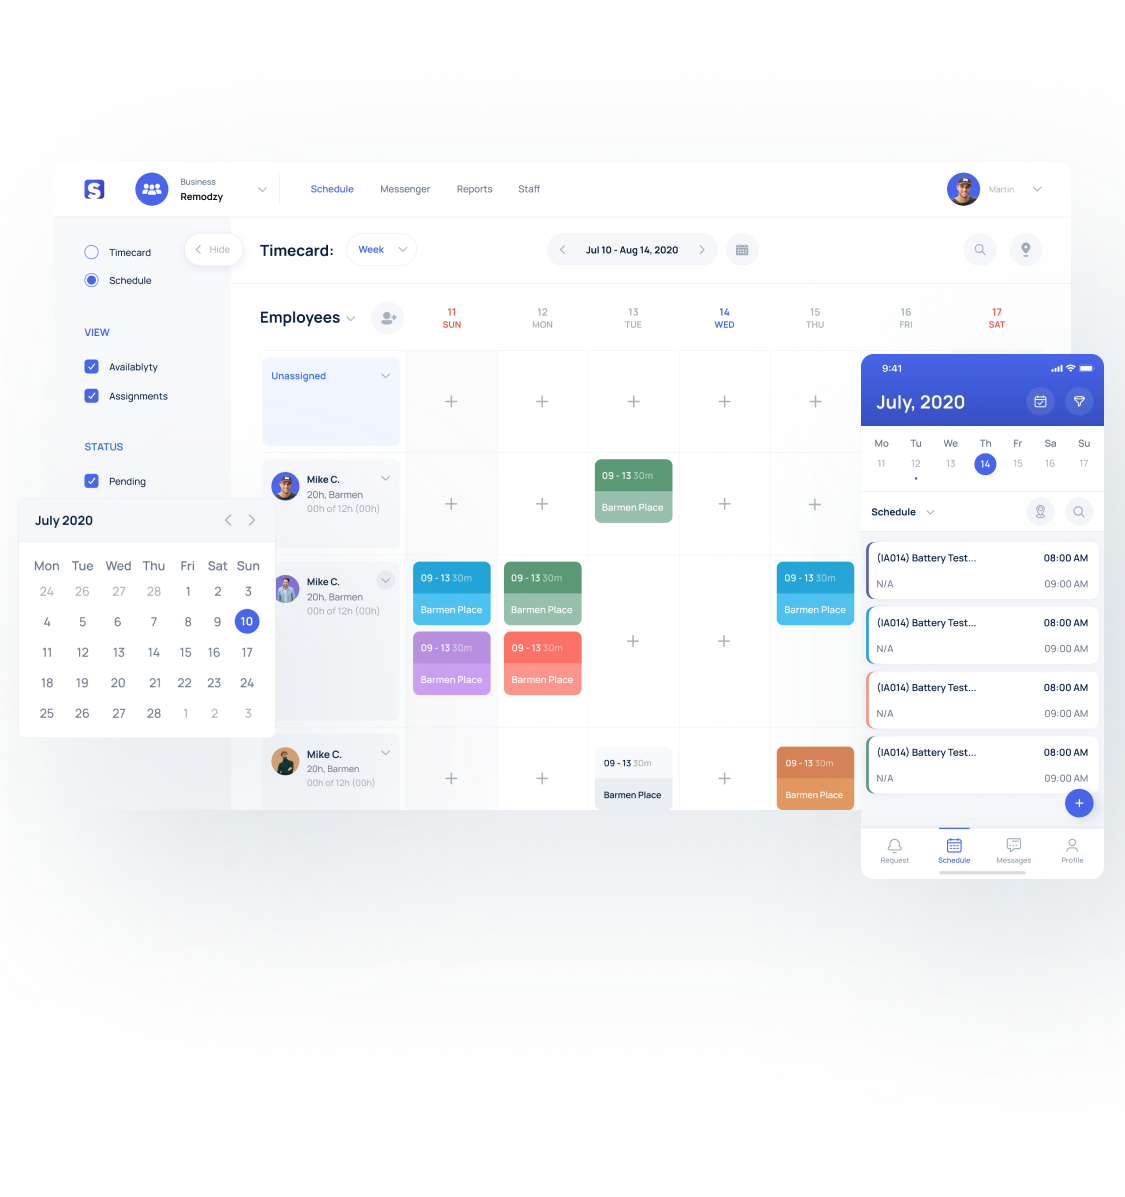 S
Business
Remodzy
Schedule Messenger Reports Staff
Martin
Timecard
Schedule
Hide
Timecard:
Week
Jul 10 - Aug 14, 2020
VIEW
Availablyty
Assignments
STATUS
Pending
Employees
11 12 13 14 15 16 17
SUN MON TUE WED THU FRI SAT
Unassigned
Mike C.
20h, Barmen
00h of 12h (00h)
09 - 13 30m
Barmen Place
Mike C.
20h, Barmen
00h of 12h (00h)
09 - 13 30m
Barmen Place
09 - 13 30m
Barmen Place
09 - 13 30m
Barmen Place
09 - 13 30m
Barmen Place
09 - 13 30m
Barmen Place
Mike C.
20h, Barmen
00h of 12h (00h)
09 - 13 30m
Barmen Place
09 - 13 30m
Barmen Place
July 2020
Mon Tue Wed Thu Fri Sat Sun
24 26 27 28 1 2 3
4 5 6 7 8 9 10
11 12 13 14 15 16 17
18 19 20 21 22 23 24
25 26 27 28 1 2 3
9:41
July, 2020
Mo Tu We Th Fr Sa Su
11 12 13 14 15 16 17
Schedule
(IA014) Battery Test... 08:00 AM
N/A 09:00 AM
(IA014) Battery Test... 08:00 AM
N/A 09:00 AM
(IA014) Battery Test... 08:00 AM
N/A 09:00 AM
(IA014) Battery Test... 08:00 AM
N/A 09:00 AM
Request Schedule Messages Profile